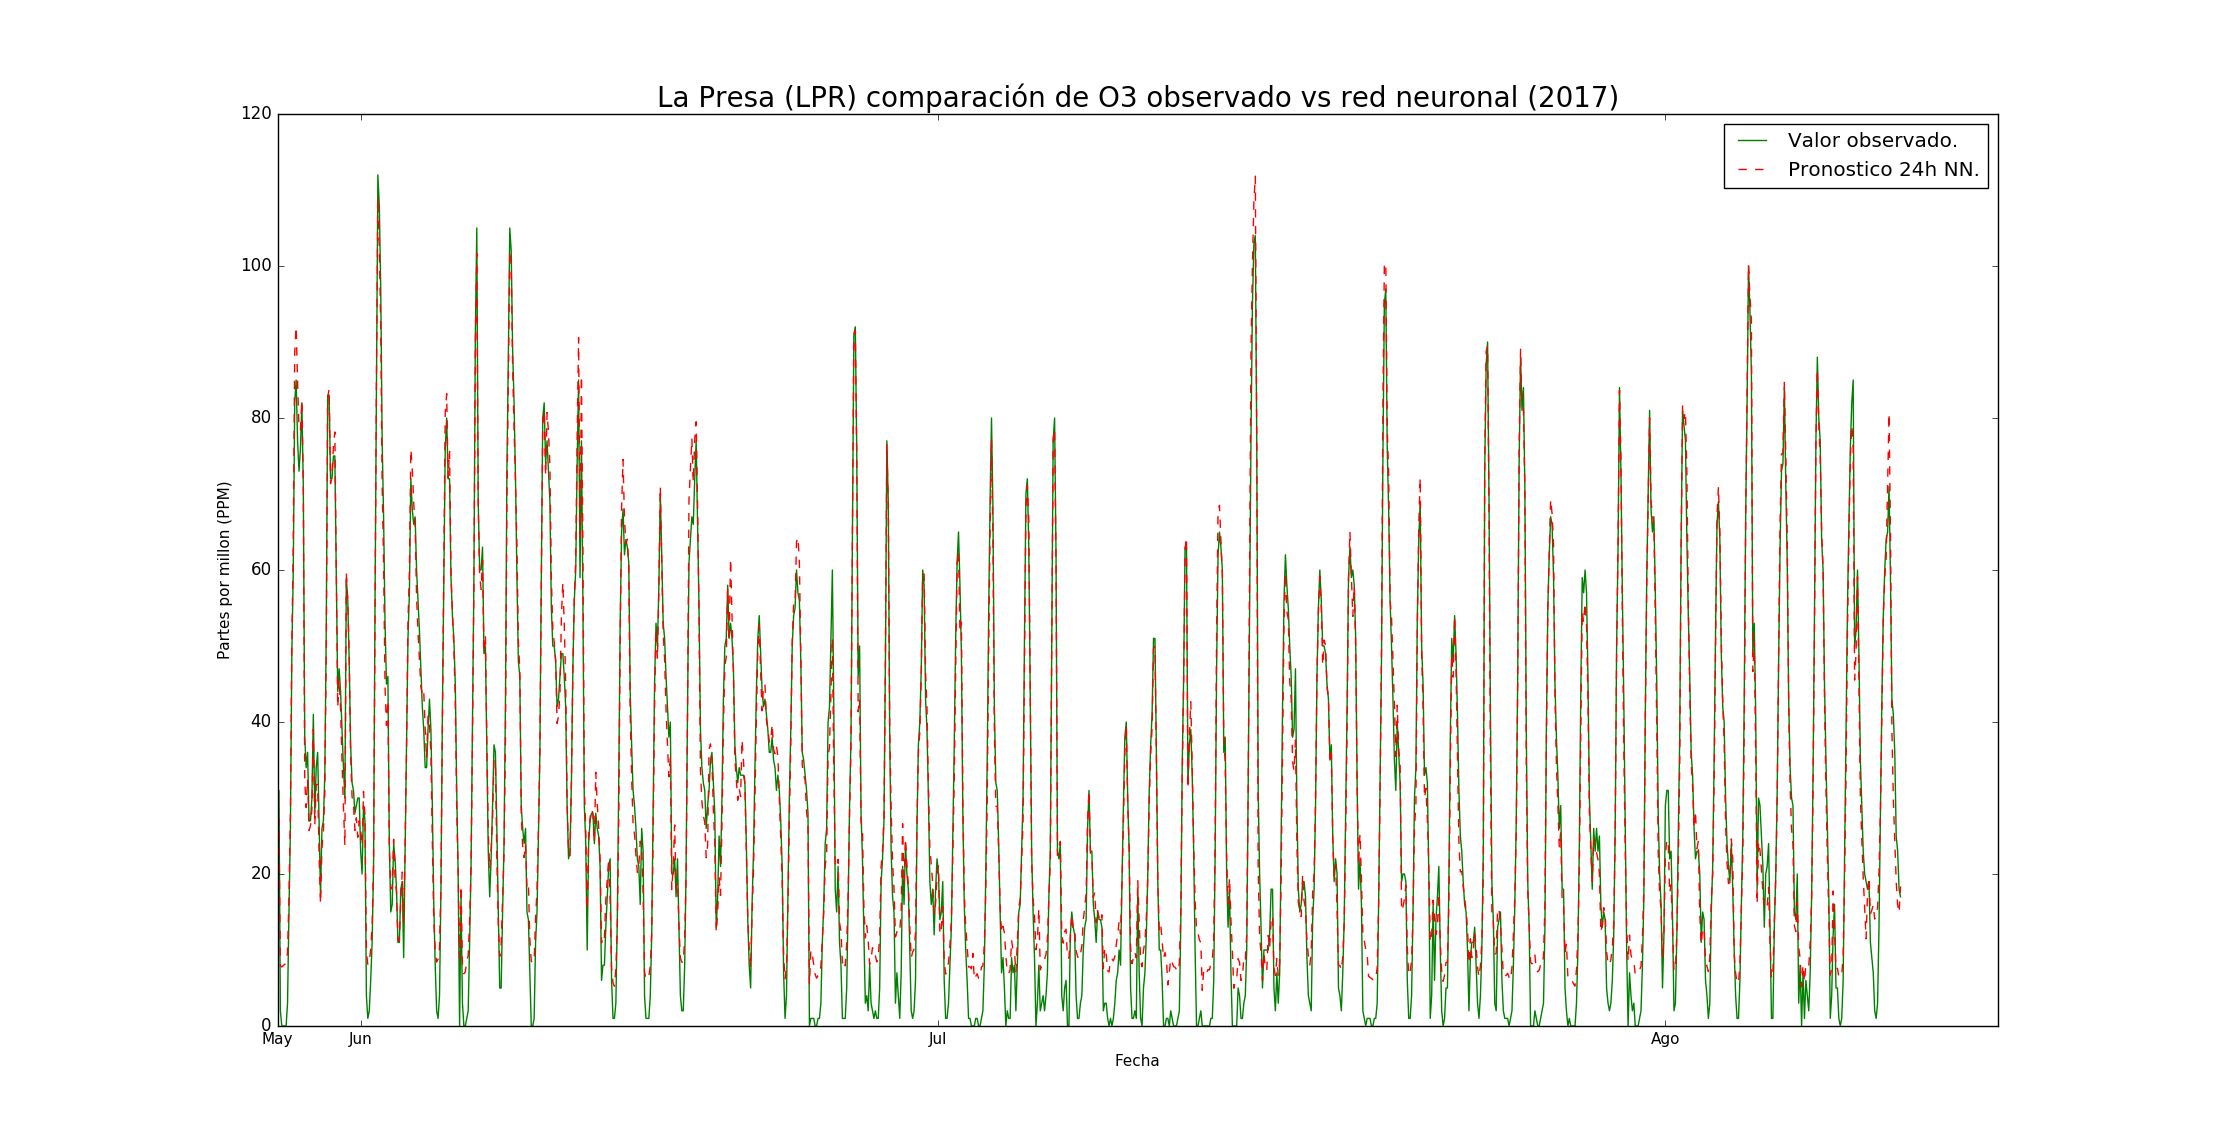 La Presa (LPR) comparación de O3 observado vs red neuronal (2017)
Valor observado.
Pronostico 24h NN.
Partes por millon (PPM)
120
100
80
60
40
20
0
May Jun Jul Ago
Fecha